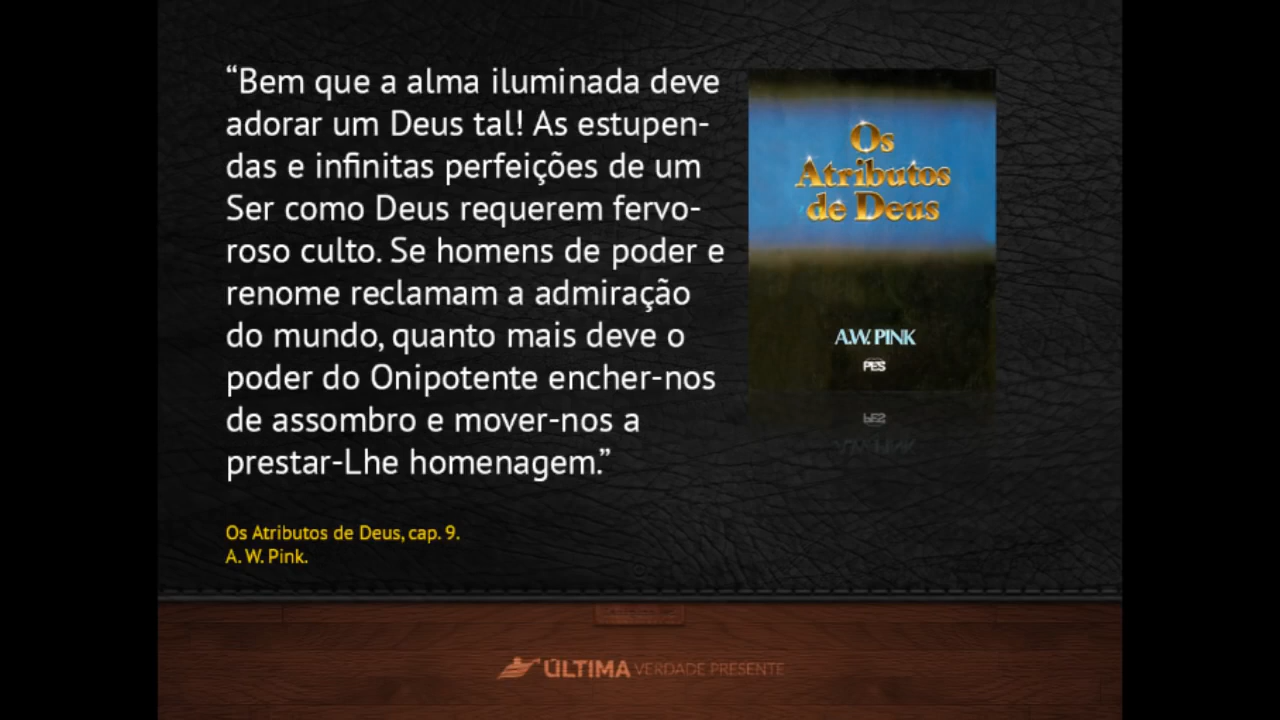 “Bem que a alma iluminada deve
adorar um Deus tal! As estupen-
das e infinitas perfeições de um
Ser como Deus requerem fervo-
roso culto. Se homens de poder e
renome reclamam a admiração
do mundo, quanto mais deve o
poder do Onipotente encher-nos
de assombro e mover-nos a
prestar-Lhe homenagem.”
Os Atributos de Deus, cap. 9.
A. W. Pink.
Os
Atributos
de Deus
A.W. PINK
PES
ÚLTIMA VERDADE PRESENTE